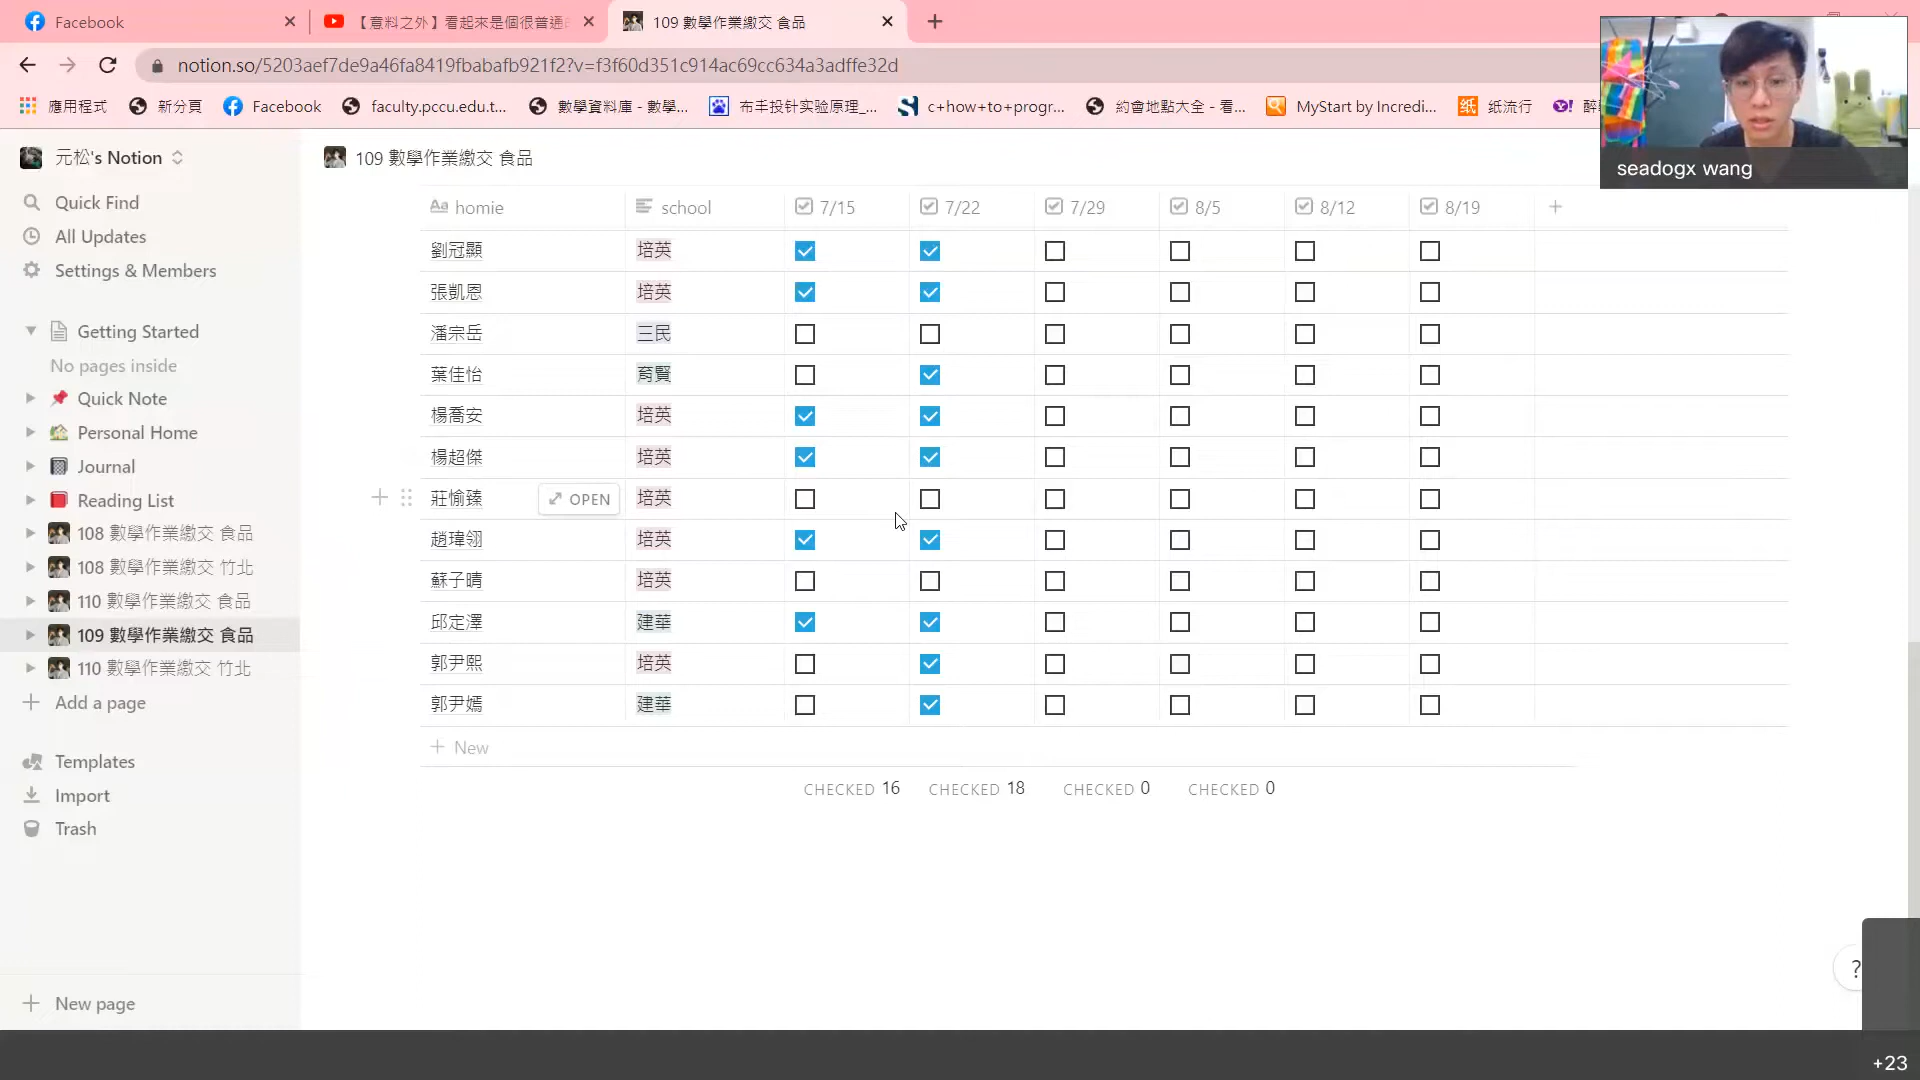 Facebook
【意料之外】看起來是個很普通
109 數學作業繳交 食品
notion.so/5203aef7de9a46fa8419fbabafb921f2?v=f3f60d351c914ac69cc634a3adffe32d
應用程式 新分頁 Facebook faculty.pccu.edu.t... 數學資料庫 - 數學... 布手投针实验原理_... c+how+to+progr... 約會地點大全 - 看... MyStart by Incredi... 纸流行
seadogx wang
元松's Notion
Quick Find
All Updates
Settings & Members
Getting Started
No pages inside
Quick Note
Personal Home
Journal
Reading List
108 數學作業繳交 食品
108 數學作業繳交 竹北
110 數學作業繳交 食品
109 數學作業繳交 食品
110 數學作業繳交 竹北
Add a page
Templates
Import
Trash
New page
109 數學作業繳交 食品
Aa homie school 7/15 7/22 7/29 8/5 8/12 8/19
劉冠顯 培英
張凱恩 培英
潘宗岳 三民
葉佳怡 育賢
楊喬安 培英
楊超傑 培英
莊愉臻 OPEN 培英
趙瑋翎 培英
蘇子晴 培英
邱定澤 建華
郭尹熙 培英
郭尹嫣 建華
New
CHECKED 16 CHECKED 18 CHECKED 0 CHECKED 0
?
+23